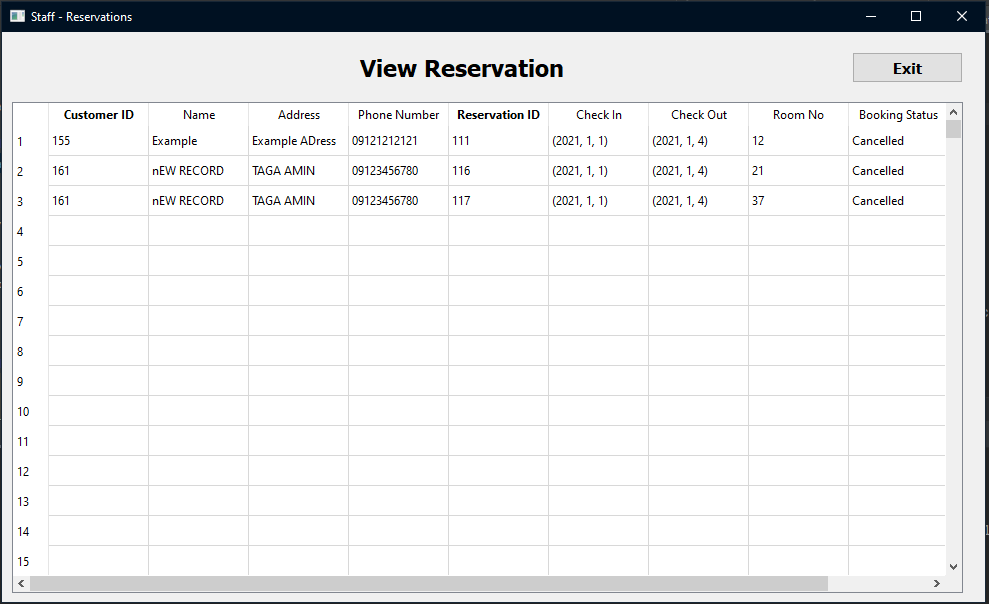 Staff - Reservations
View Reservation
Exit
Customer ID Name Address Phone Number Reservation ID Check In Check Out Room No Booking Status
1 155 Example Example ADress 09121212121 111 (2021, 1, 1) (2021, 1, 4) 12 Cancelled
2 161 nEW RECORD TAGA AMIN 09123456780 116 (2021, 1, 1) (2021, 1, 4) 21 Cancelled
3 161 nEW RECORD TAGA AMIN 09123456780 117 (2021, 1, 1) (2021, 1, 4) 37 Cancelled
4
5
6
7
8
9
10
11
12
13
14
15